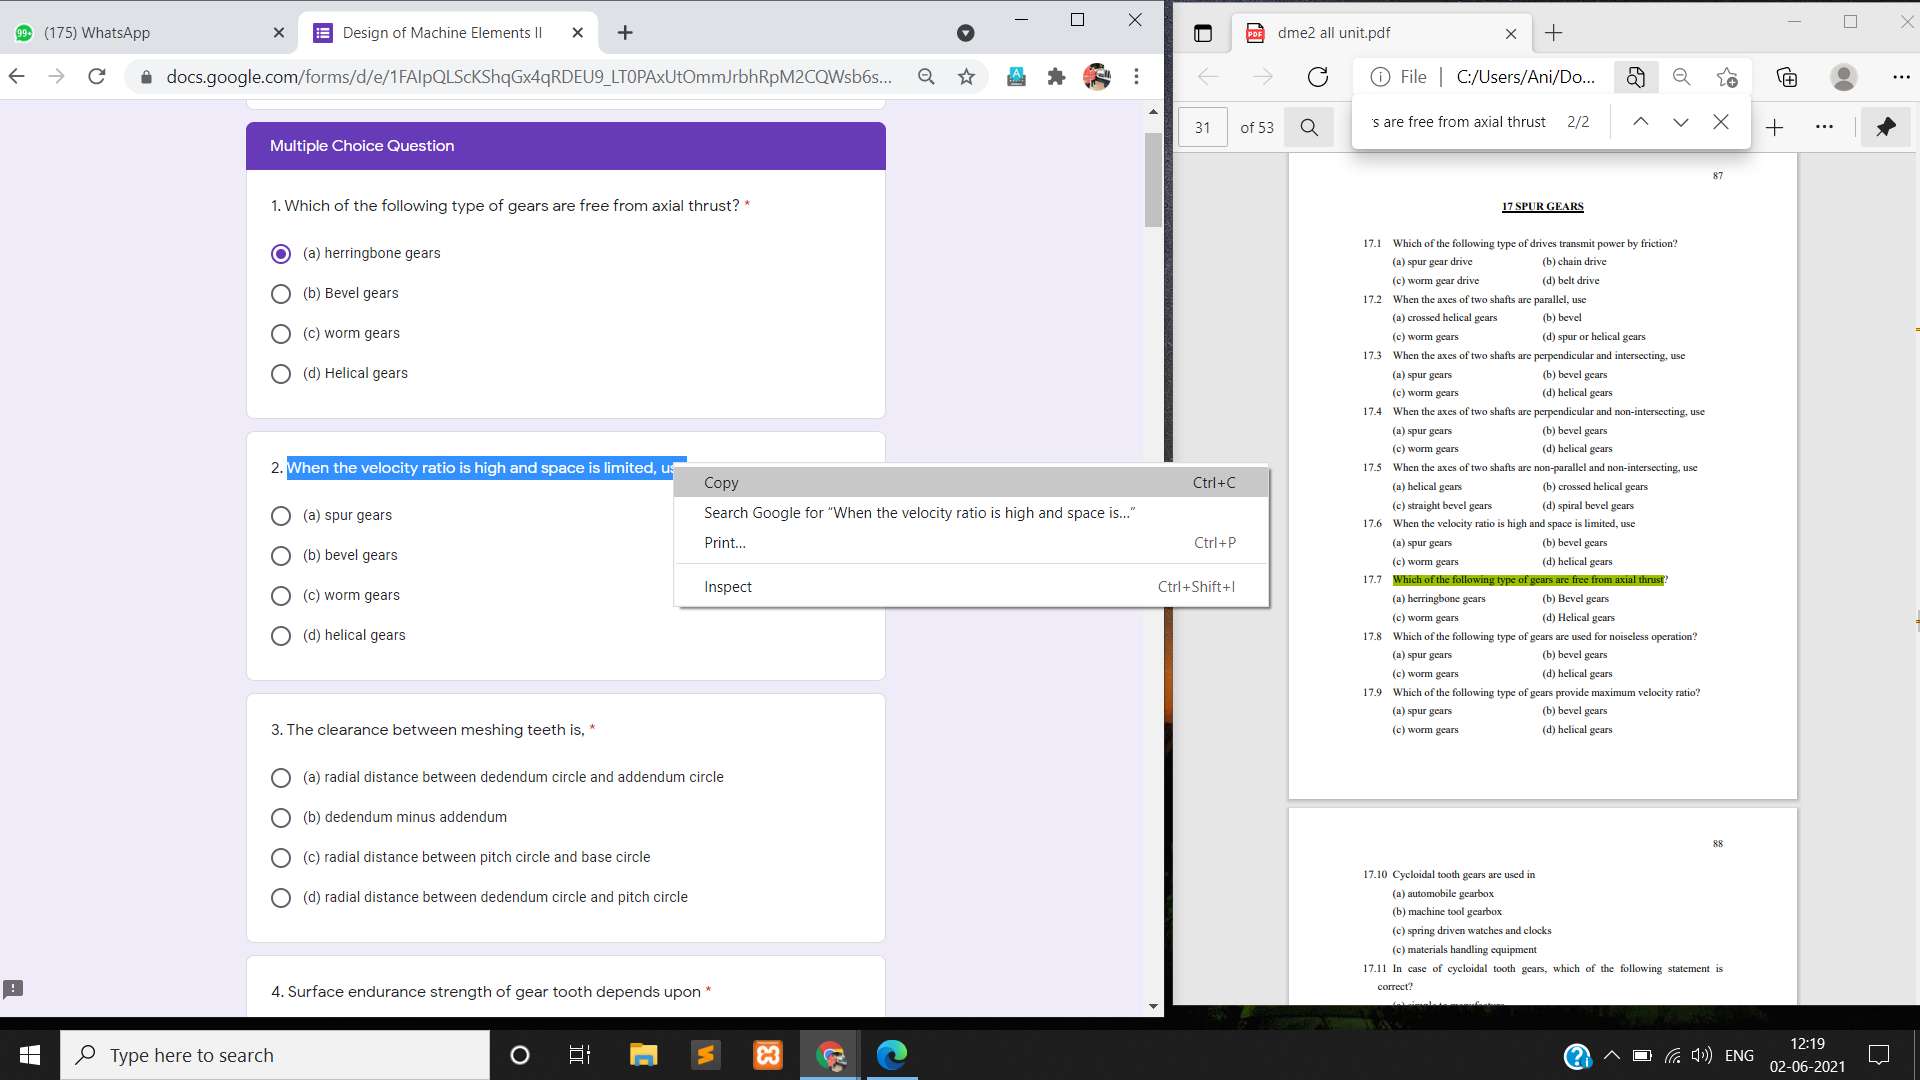 (175) WhatsApp
Design of Machine Elements II
docs.google.com/forms/d/e/1FAIpQLScKShqGx4qRDEU9_LT0PAxUtOmmJrbhRpM2CQWsb6s...
Multiple Choice Question
1. Which of the following type of gears are free from axial thrust? *
(a) herringbone gears
(b) Bevel gears
(c) worm gears
(d) Helical gears
2. When the velocity ratio is high and space is limited, us
(a) spur gears
(b) bevel gears
(c) worm gears
(d) helical gears
Copy Ctrl+C
Search Google for “When the velocity ratio is high and space is...”
Print... Ctrl+P
Inspect Ctrl+Shift+I
3. The clearance between meshing teeth is, *
(a) radial distance between dedendum circle and addendum circle
(b) dedendum minus addendum
(c) radial distance between pitch circle and base circle
(d) radial distance between dedendum circle and pitch circle
4. Surface endurance strength of gear tooth depends upon *
dme2 all unit.pdf
File C:/Users/Ani/Do...
31 of 53
s are free from axial thrust 2/2
87
17 SPUR GEARS
17.1 Which of the following type of drives transmit power by friction?
(a) spur gear drive (b) chain drive
(c) worm gear drive (d) belt drive
17.2 When the axes of two shafts are parallel, use
(a) crossed helical gears (b) bevel
(c) worm gears (d) spur or helical gears
17.3 When the axes of two shafts are perpendicular and intersecting, use
(a) spur gears (b) bevel gears
(c) worm gears (d) helical gears
17.4 When the axes of two shafts are perpendicular and non-intersecting, use
(a) spur gears (b) bevel gears
(c) worm gears (d) helical gears
17.5 When the axes of two shafts are non-parallel and non-intersecting, use
(a) helical gears (b) crossed helical gears
(c) straight bevel gears (d) spiral bevel gears
17.6 When the velocity ratio is high and space is limited, use
(a) spur gears (b) bevel gears
(c) worm gears (d) helical gears
17.7 Which of the following type of gears are free from axial thrust?
(a) herringbone gears (b) Bevel gears
(c) worm gears (d) Helical gears
17.8 Which of the following type of gears are used for noiseless operation?
(a) spur gears (b) bevel gears
(c) worm gears (d) helical gears
17.9 Which of the following type of gears provide maximum velocity ratio?
(a) spur gears (b) bevel gears
(c) worm gears (d) helical gears
88
17.10 Cycloidal tooth gears are used in
(a) automobile gearbox
(b) machine tool gearbox
(c) spring driven watches and clocks
(c) materials handling equipment
17.11 In case of cycloidal tooth gears, which of the following statement is
correct?
Type here to search
ENG
12:19
02-06-2021